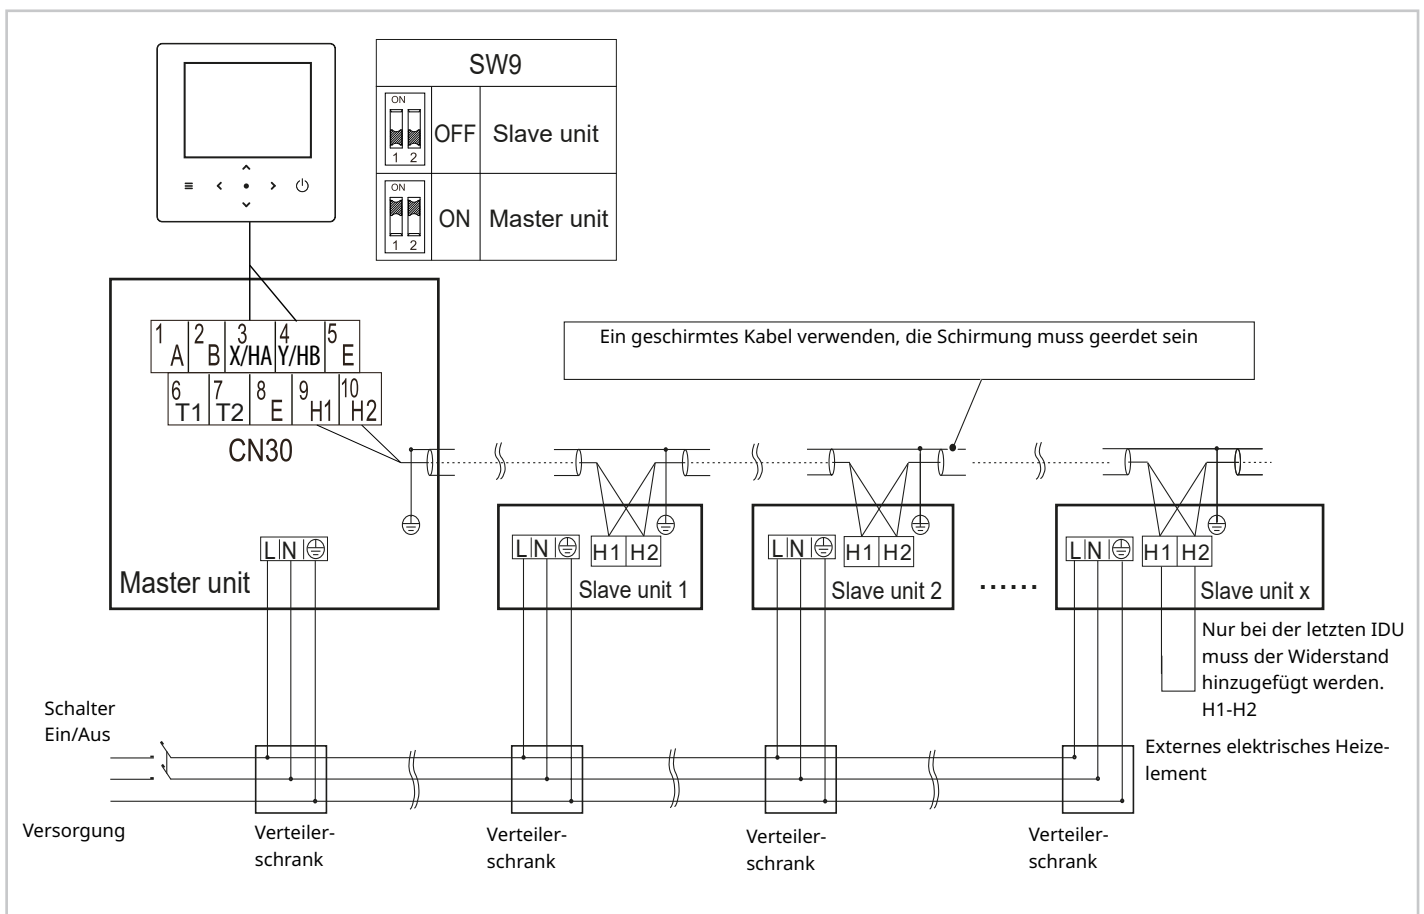 SW9
ON
1 2
OFF
Slave unit
ON
1 2
ON
Master unit
1 A
2 B
3 X/HA
4 Y/HB
5 E
6 T1
7 T2
8 E
9 H1
10 H2
CN30
Ein geschirmtes Kabel verwenden, die Schirmung muss geerdet sein
L N
Master unit
L N
H1 H2
Slave unit 1
L N
H1 H2
Slave unit 2
......
L N
H1 H2
Slave unit x
Nur bei der letzten IDU
muss der Widerstand
hinzugefügt werden.
H1-H2
Schalter
Ein/Aus
Externes elektrisches Heize-
lement
Versorgung
Verteiler-
schrank
Verteiler-
schrank
Verteiler-
schrank
Verteiler-
schrank